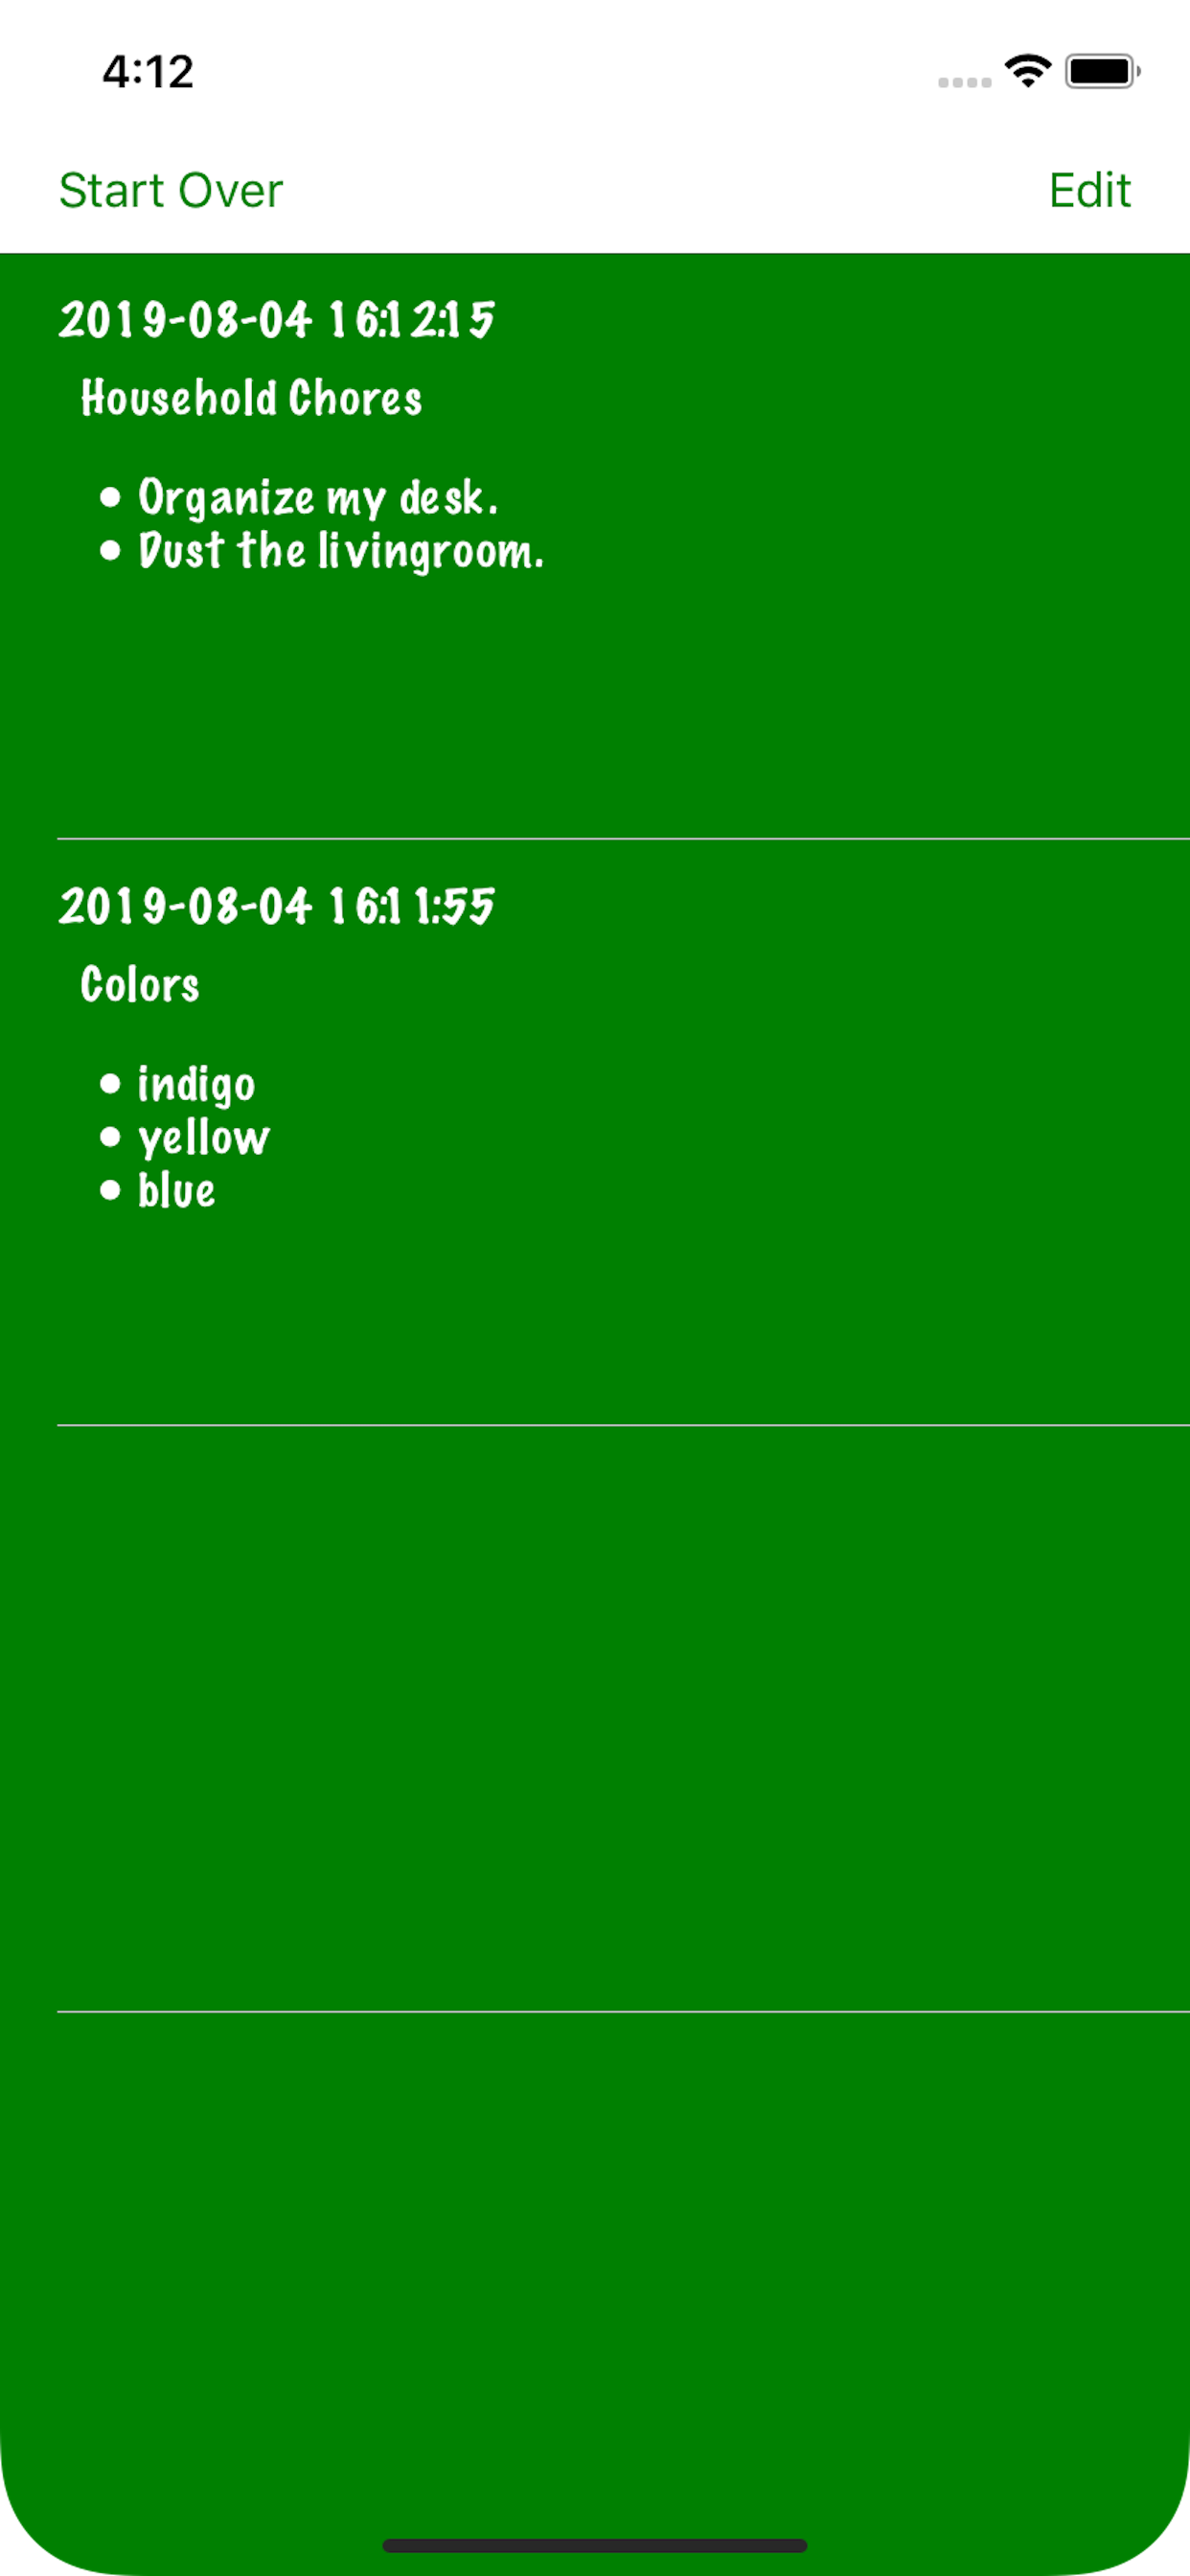 4:12
Start Over
Edit
2019-08-04 16:12:15
Household Chores
• Organize my desk.
• Dust the livingroom.
2019-08-04 16:11:55
Colors
• indigo
• yellow
• blue